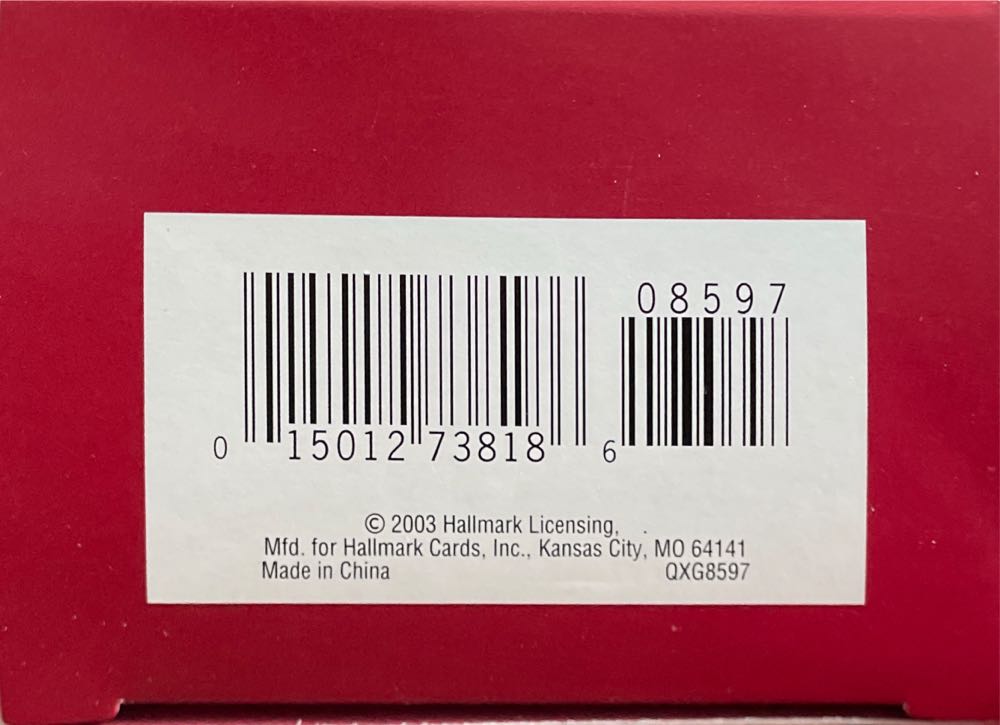 08597
0 15012 73818 6
© 2003 Hallmark Licensing,
Mfd. for Hallmark Cards, Inc., Kansas City, MO 64141
Made in China QXG8597